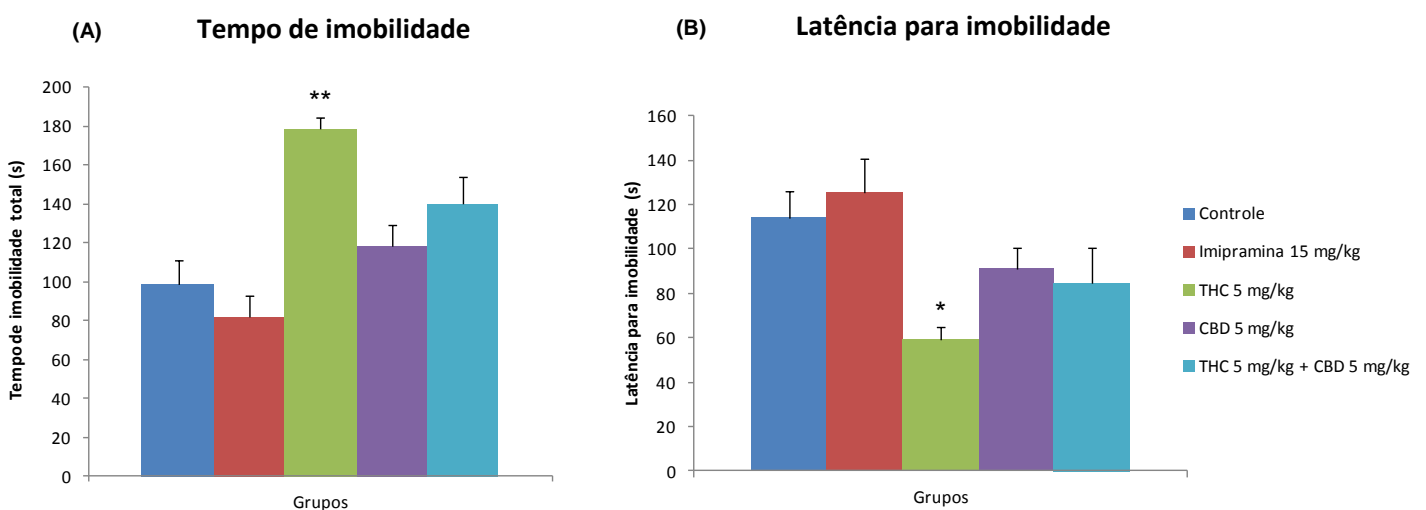 (A) Tempo de imobilidade
Tempo de imobilidade total (s)
200
180
160
140
120
100
80
60
40
20
0
**
Grupos
(B) Latência para imobilidade
Latência para imobilidade (s)
160
140
120
100
80
60
40
20
0
*
Grupos
Controle
Imipramina 15 mg/kg
THC 5 mg/kg
CBD 5 mg/kg
THC 5 mg/kg + CBD 5 mg/kg